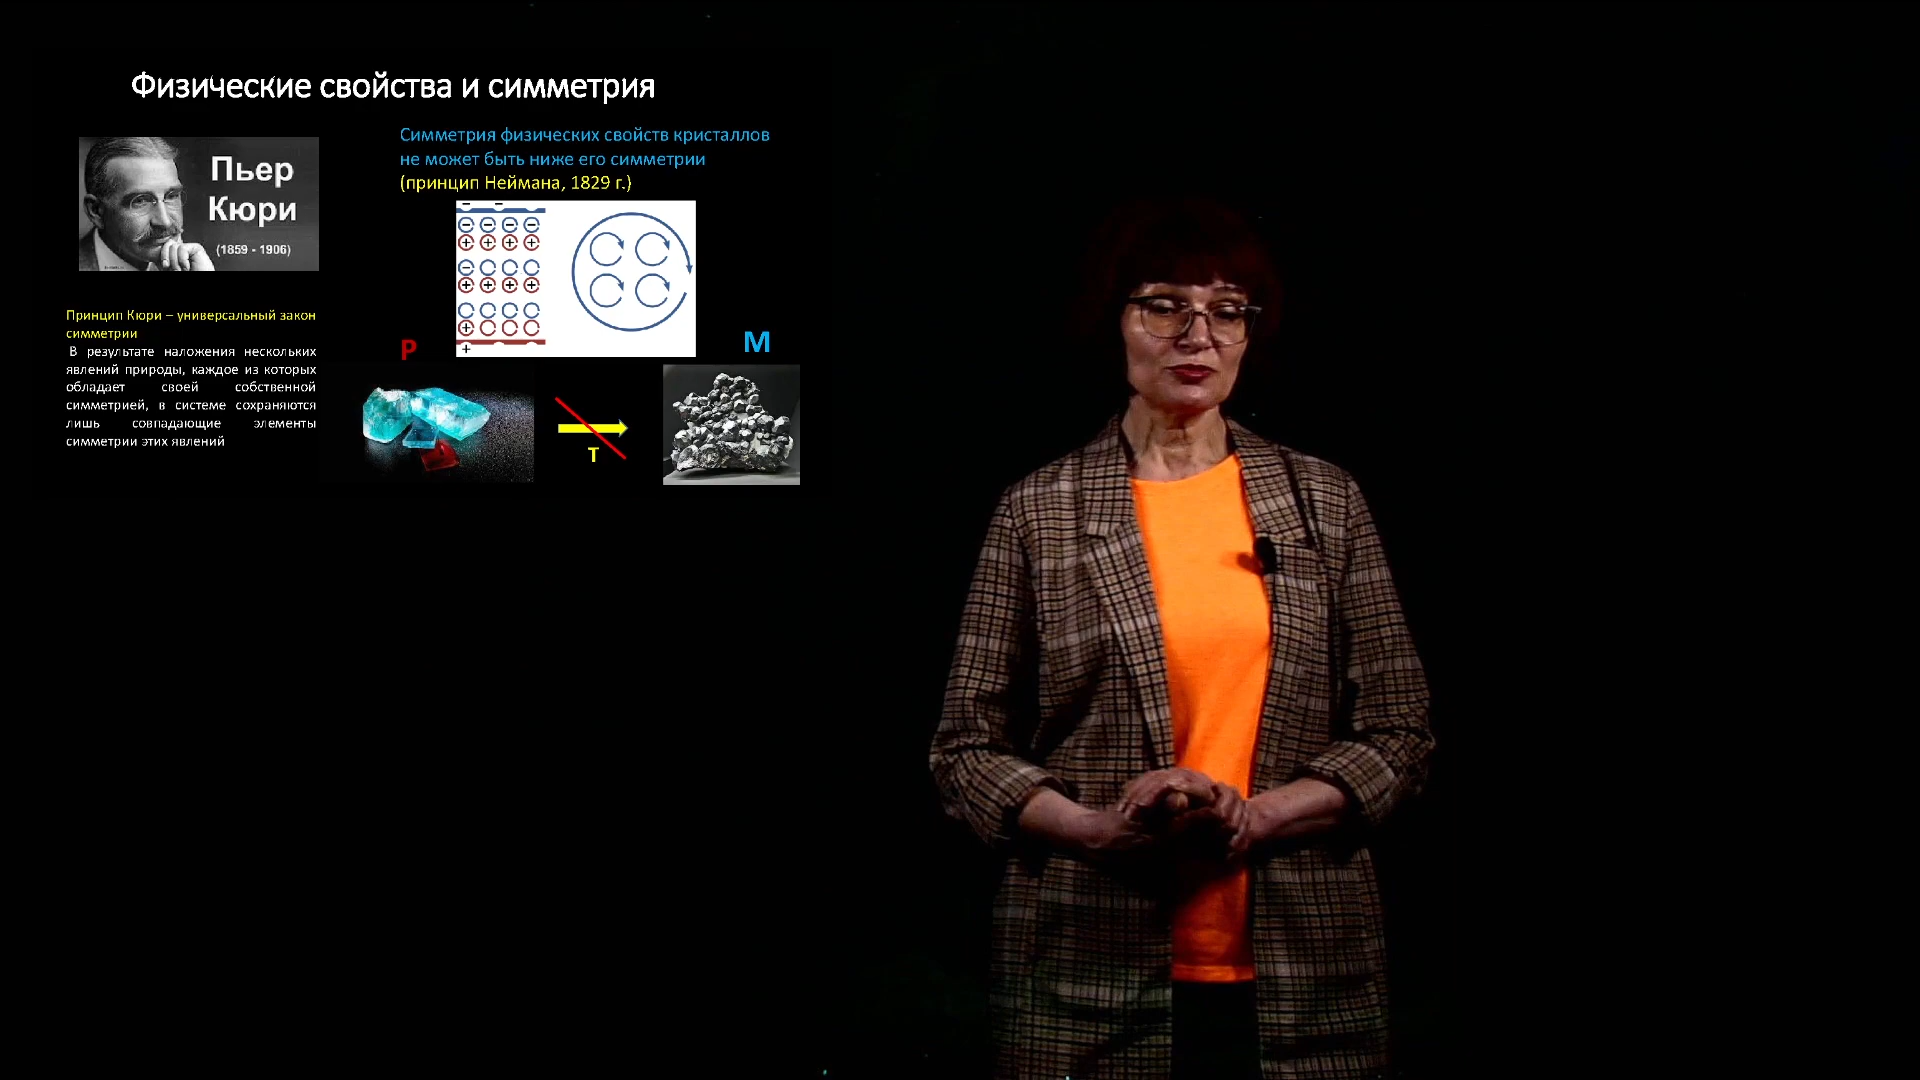 Физические свойства и симметрия
Пьер
Кюри
(1859 - 1906)
Симметрия физических свойств кристаллов
не может быть ниже его симметрии
(принцип Неймана, 1829 г.)
Принцип Кюри – универсальный закон
симметрии
В результате наложения нескольких
явлений природы, каждое из которых
обладает своей собственной
симметрией, в системе сохраняются
лишь совпадающие элементы
симметрии этих явлений
P
M
T